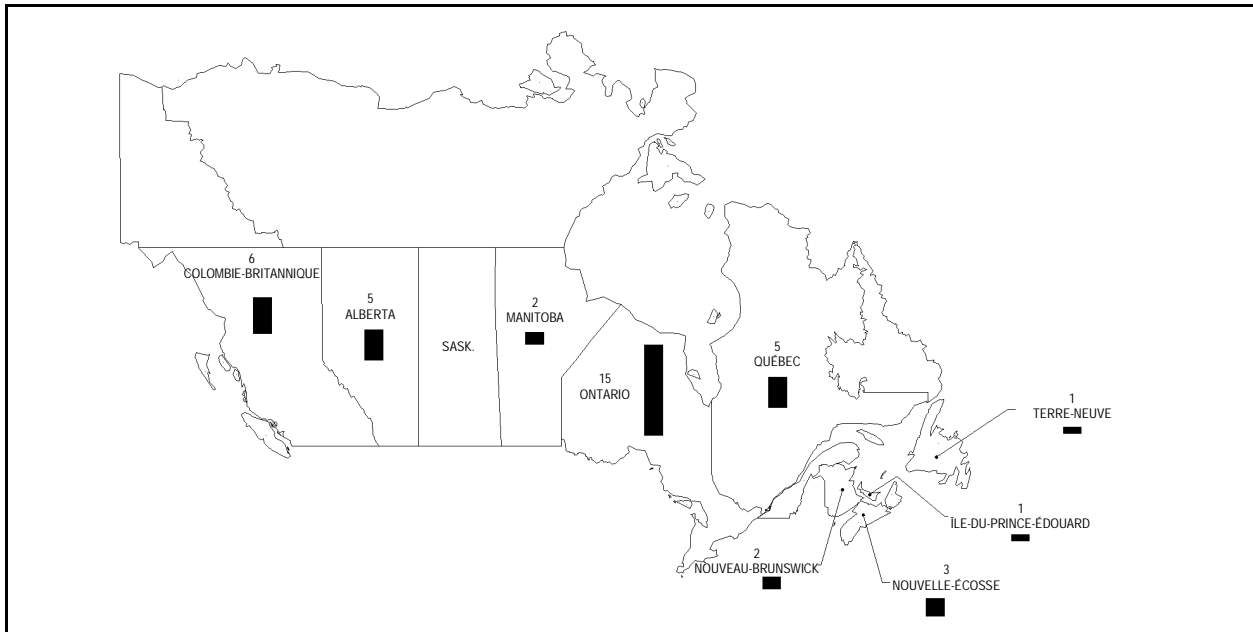 6
COLOMBIE-BRITANNIQUE
5
ALBERTA
SASK.
2
MANITOBA
15
ONTARIO
5
QUÉBEC
1
TERRE-NEUVE
1
ÎLE-DU-PRINCE-ÉDOUARD
2
NOUVEAU-BRUNSWICK
3
NOUVELLE-ÉCOSSE